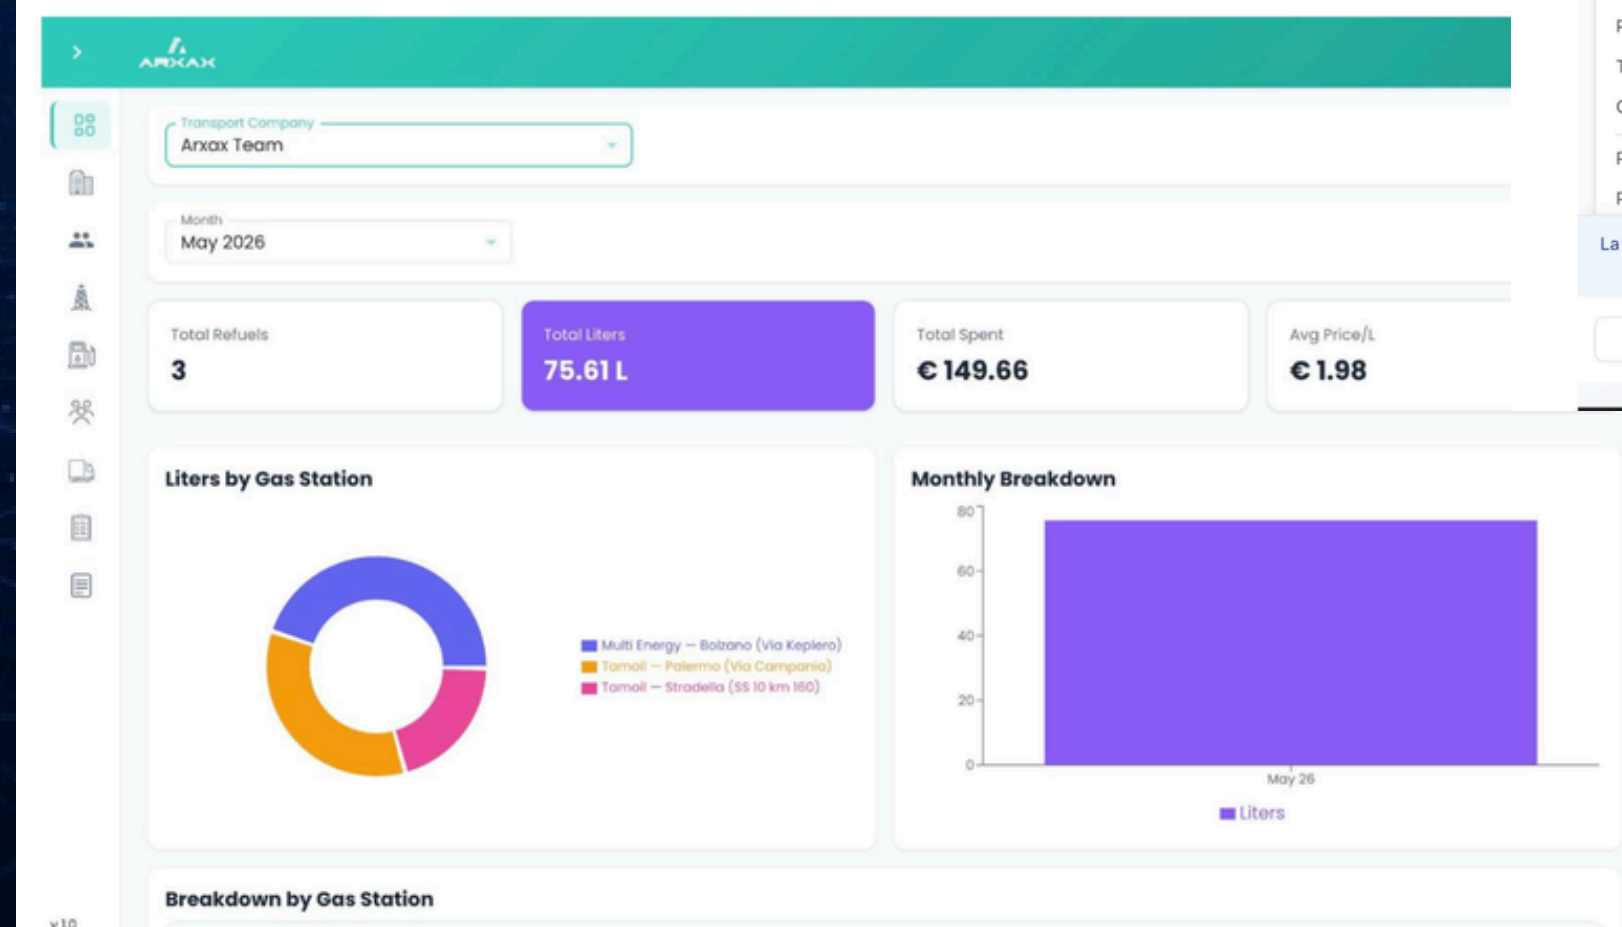 ARXAX
Transport Company
Arxax Team
Month
May 2026
Total Refuels
3
Total Liters
75.61 L
Total Spent
€ 149.66
Avg Price/L
€ 1.98
Liters by Gas Station
Multi Energy — Bolzano (Via Keplero)
Tamoil — Palermo (Via Campania)
Tamoil — Stradella (SS 10 km 160)
Monthly Breakdown
80
60
40
20
0
May 26
Liters
Breakdown by Gas Station
La